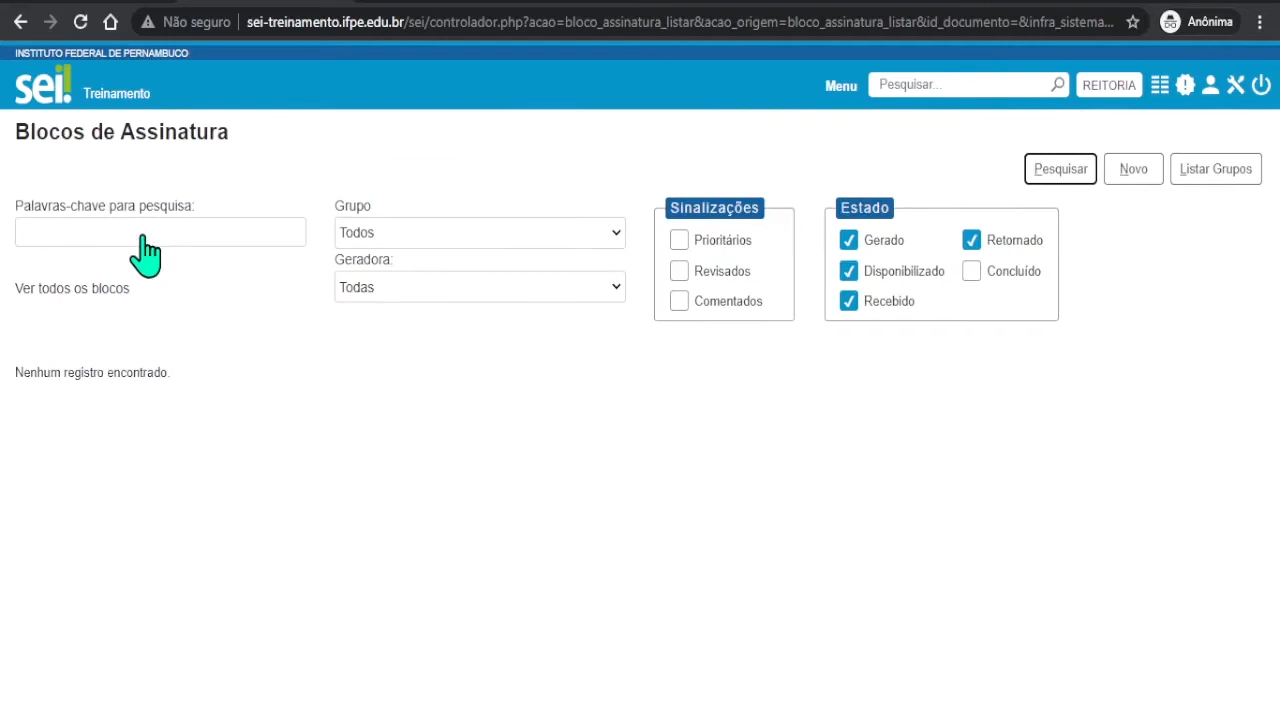 Não seguro
sei-treinamento.ifpe.edu.br/sei/controlador.php?acao=bloco_assinatura_listar&acao_origem=bloco_assinatura_listar&id_documento=&infra_sistema...
Anônima
INSTITUTO FEDERAL DE PERNAMBUCO
sei!
Treinamento
Menu
Pesquisar...
REITORIA
Blocos de Assinatura
Pesquisar
Novo
Listar Grupos
Palavras-chave para pesquisa:
Grupo
Todos
Geradora:
Todas
Ver todos os blocos
Sinalizações
Prioritários
Revisados
Comentados
Estado
Gerado
Retornado
Disponibilizado
Concluído
Recebido
Nenhum registro encontrado.